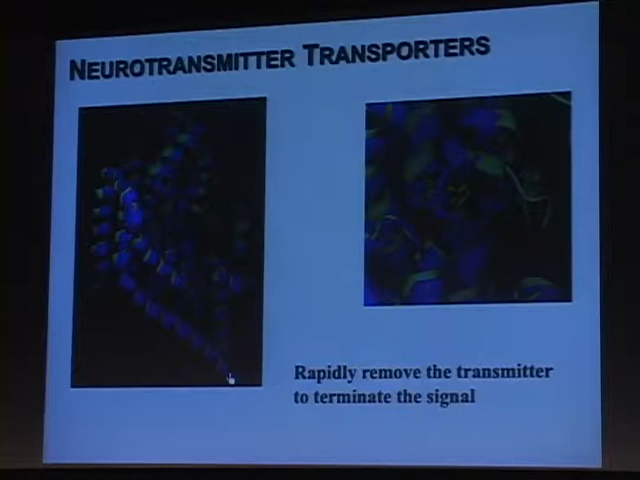 NEUROTRANSMITTER TRANSPORTERS
Rapidly remove the transmitter
to terminate the signal